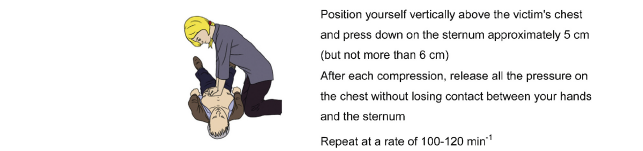 Position yourself vertically above the victim's chest
and press down on the sternum approximately 5 cm
(but not more than 6 cm)
After each compression, release all the pressure on
the chest without losing contact between your hands
and the sternum
Repeat at a rate of 100-120 min⁻¹